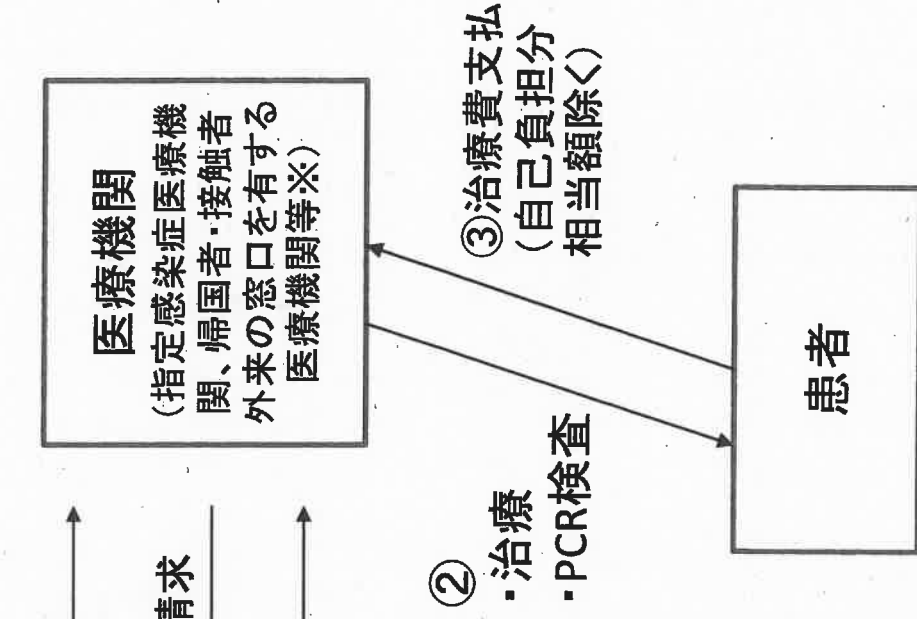 医療機関
(指定感染症医療機
関、帰国者・接触者
外来の窓口を有する
医療機関等※)
③治療費支払
(自己負担分
相当額除く)
②
・治療
・PCR検査
請求
患者